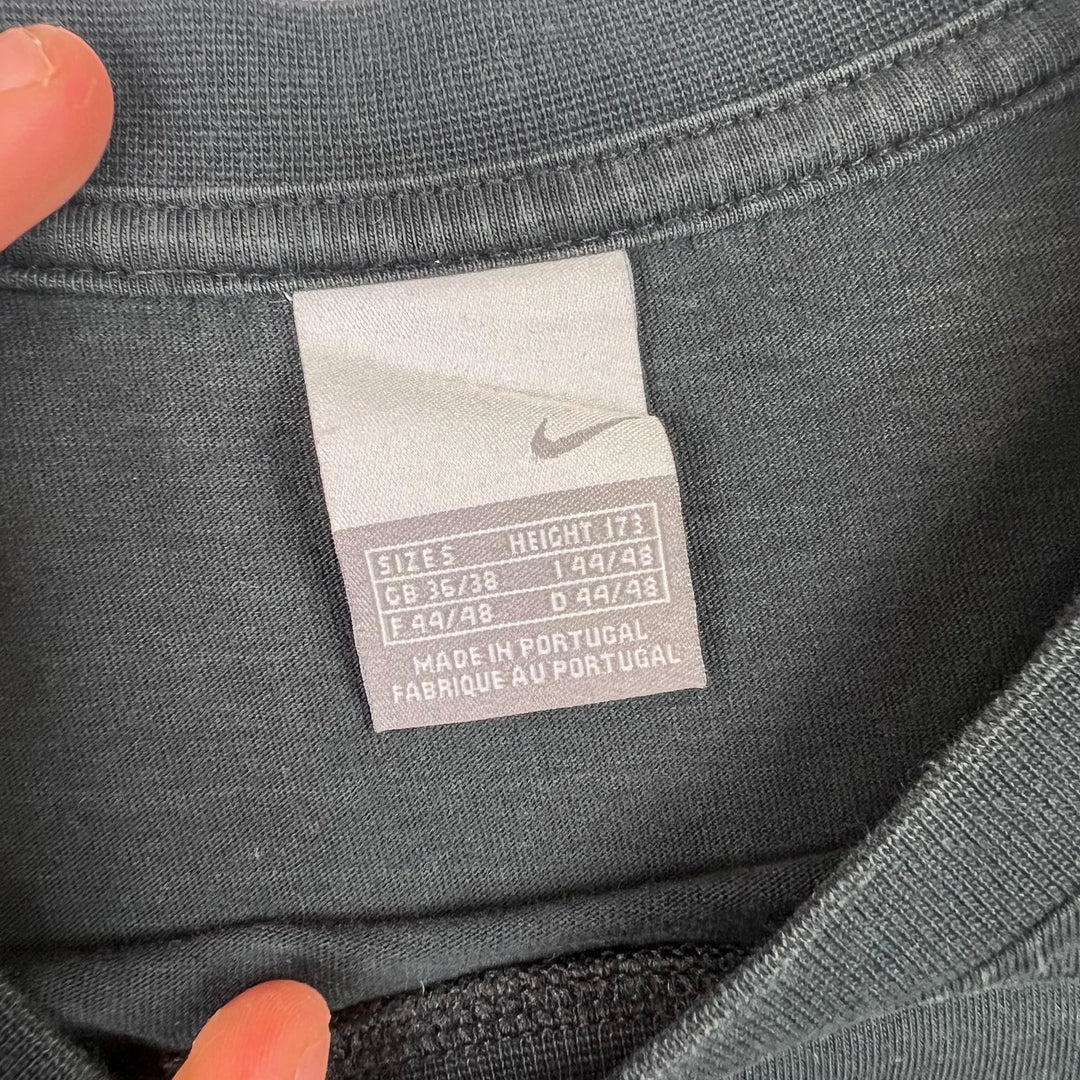 SIZE S HEIGHT 173
GB 36/38 I 44/48
F 44/48 D 44/48
MADE IN PORTUGAL
FABRIQUE AU PORTUGAL